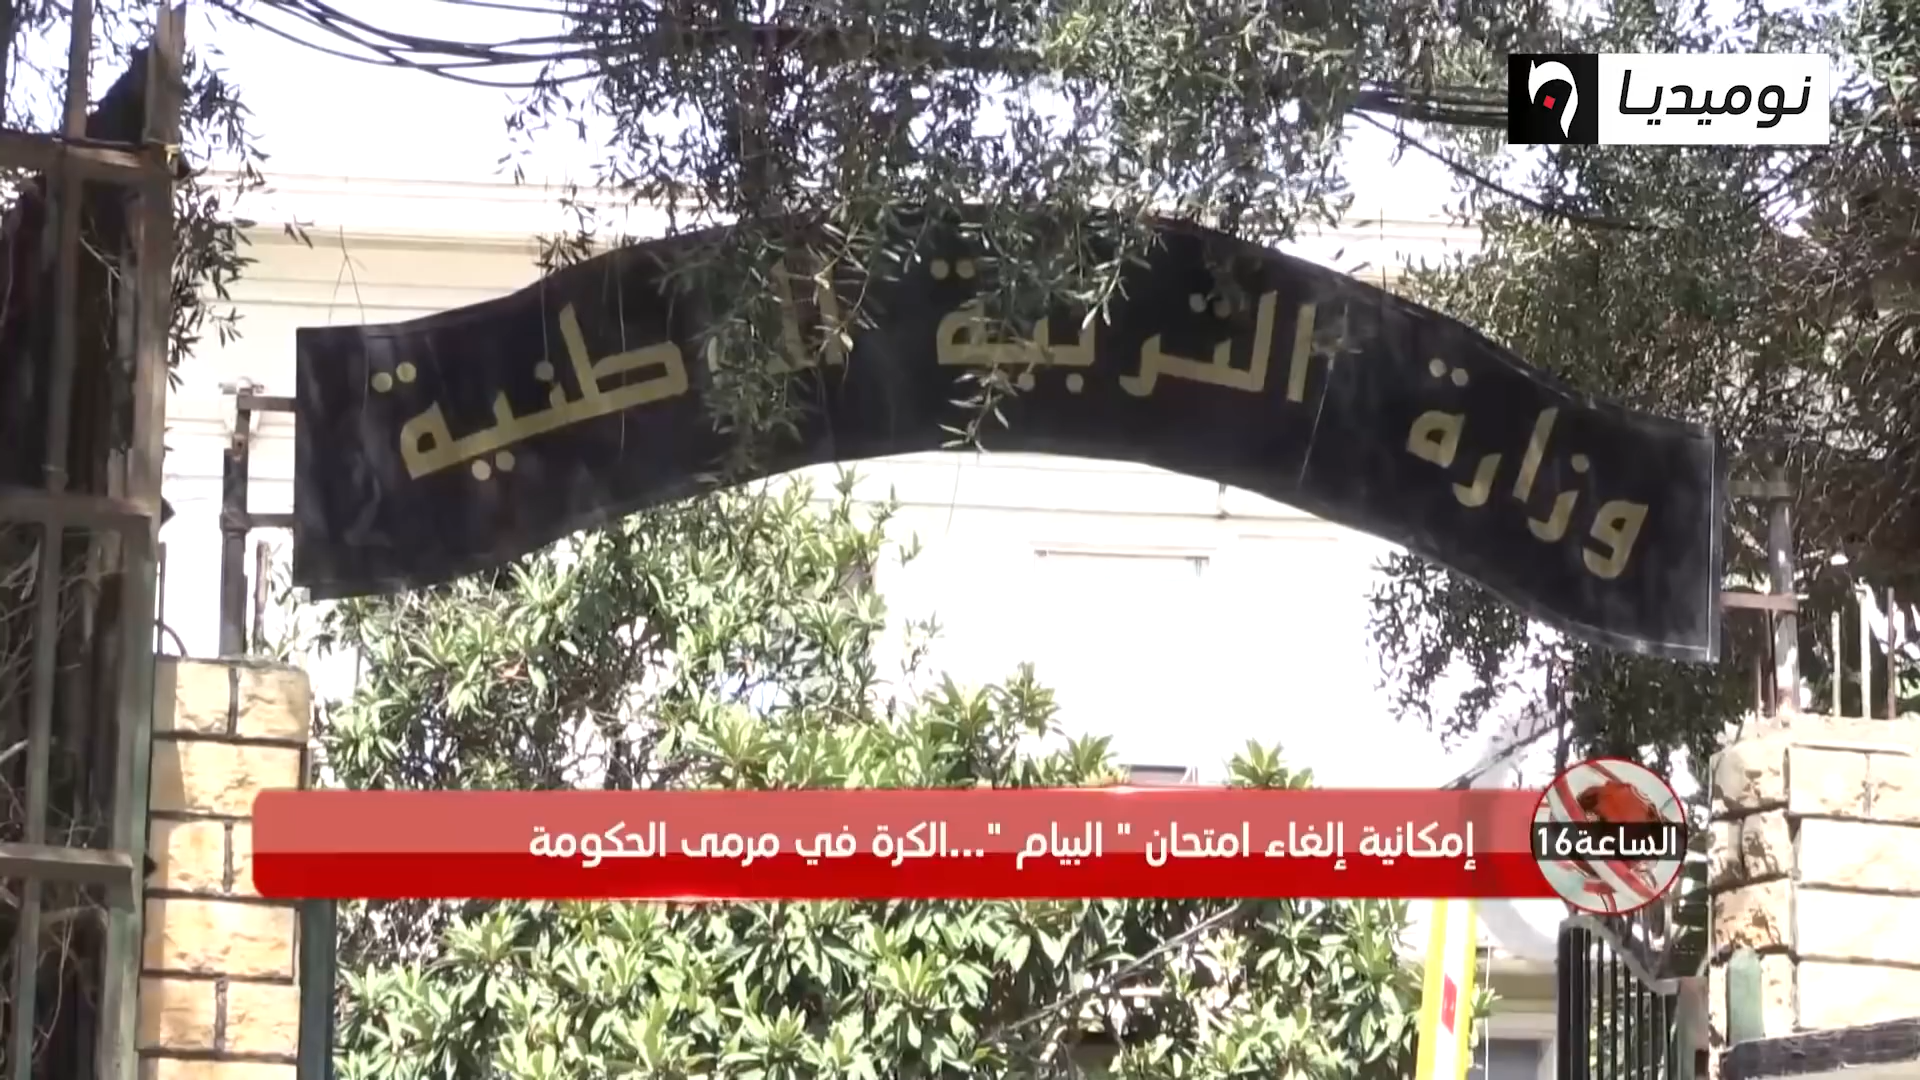 نوميديا
وزارة التربية الوطنية
إمكانية إلغاء امتحان " البيام "...الكرة في مرمى الحكومة
الساعة16